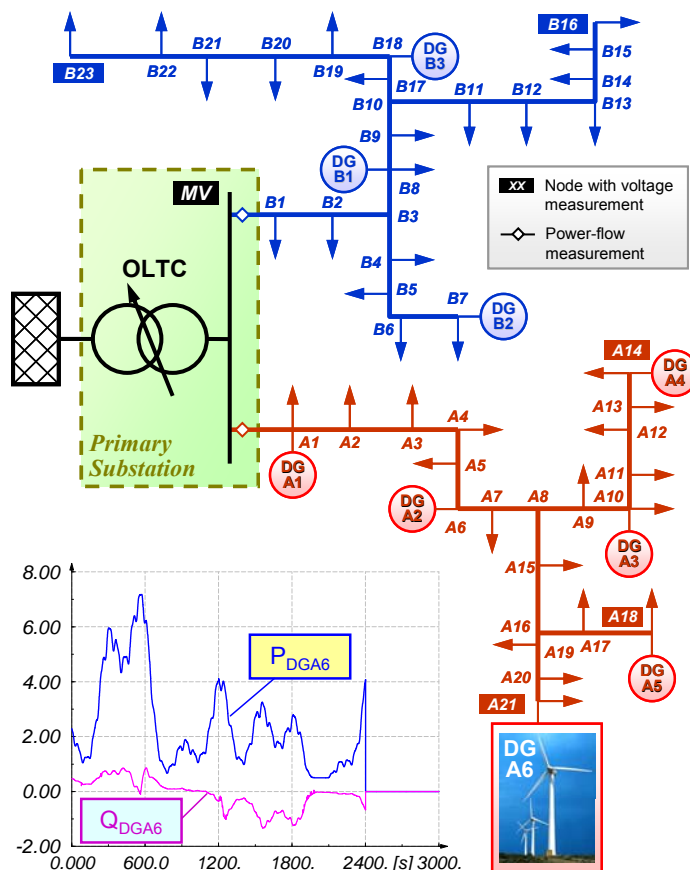 B16
B21
B20
B18
DG
B3
B15
B23
B22
B19
B17
B14
B10
B11
B12
B13
B9
DG
B1
MV
B8
B1
B2
B3
XX Node with voltage
measurement
Power-flow
measurement
OLTC
B4
B5
B7
B6
DG
B2
A14
DG
A4
A4
A13
A1
A2
A3
A12
Primary
Substation
DG
A1
A5
A11
DG
A2
A7
A8
A10
A6
A9
DG
A3
A15
A16
A18
A19
A17
A20
DG
A5
A21
DG
A6
8.00
6.00
4.00
2.00
0.00
-2.00
PDGA6
QDGA6
0.000 600.0 1200. 1800. 2400. [s] 3000.